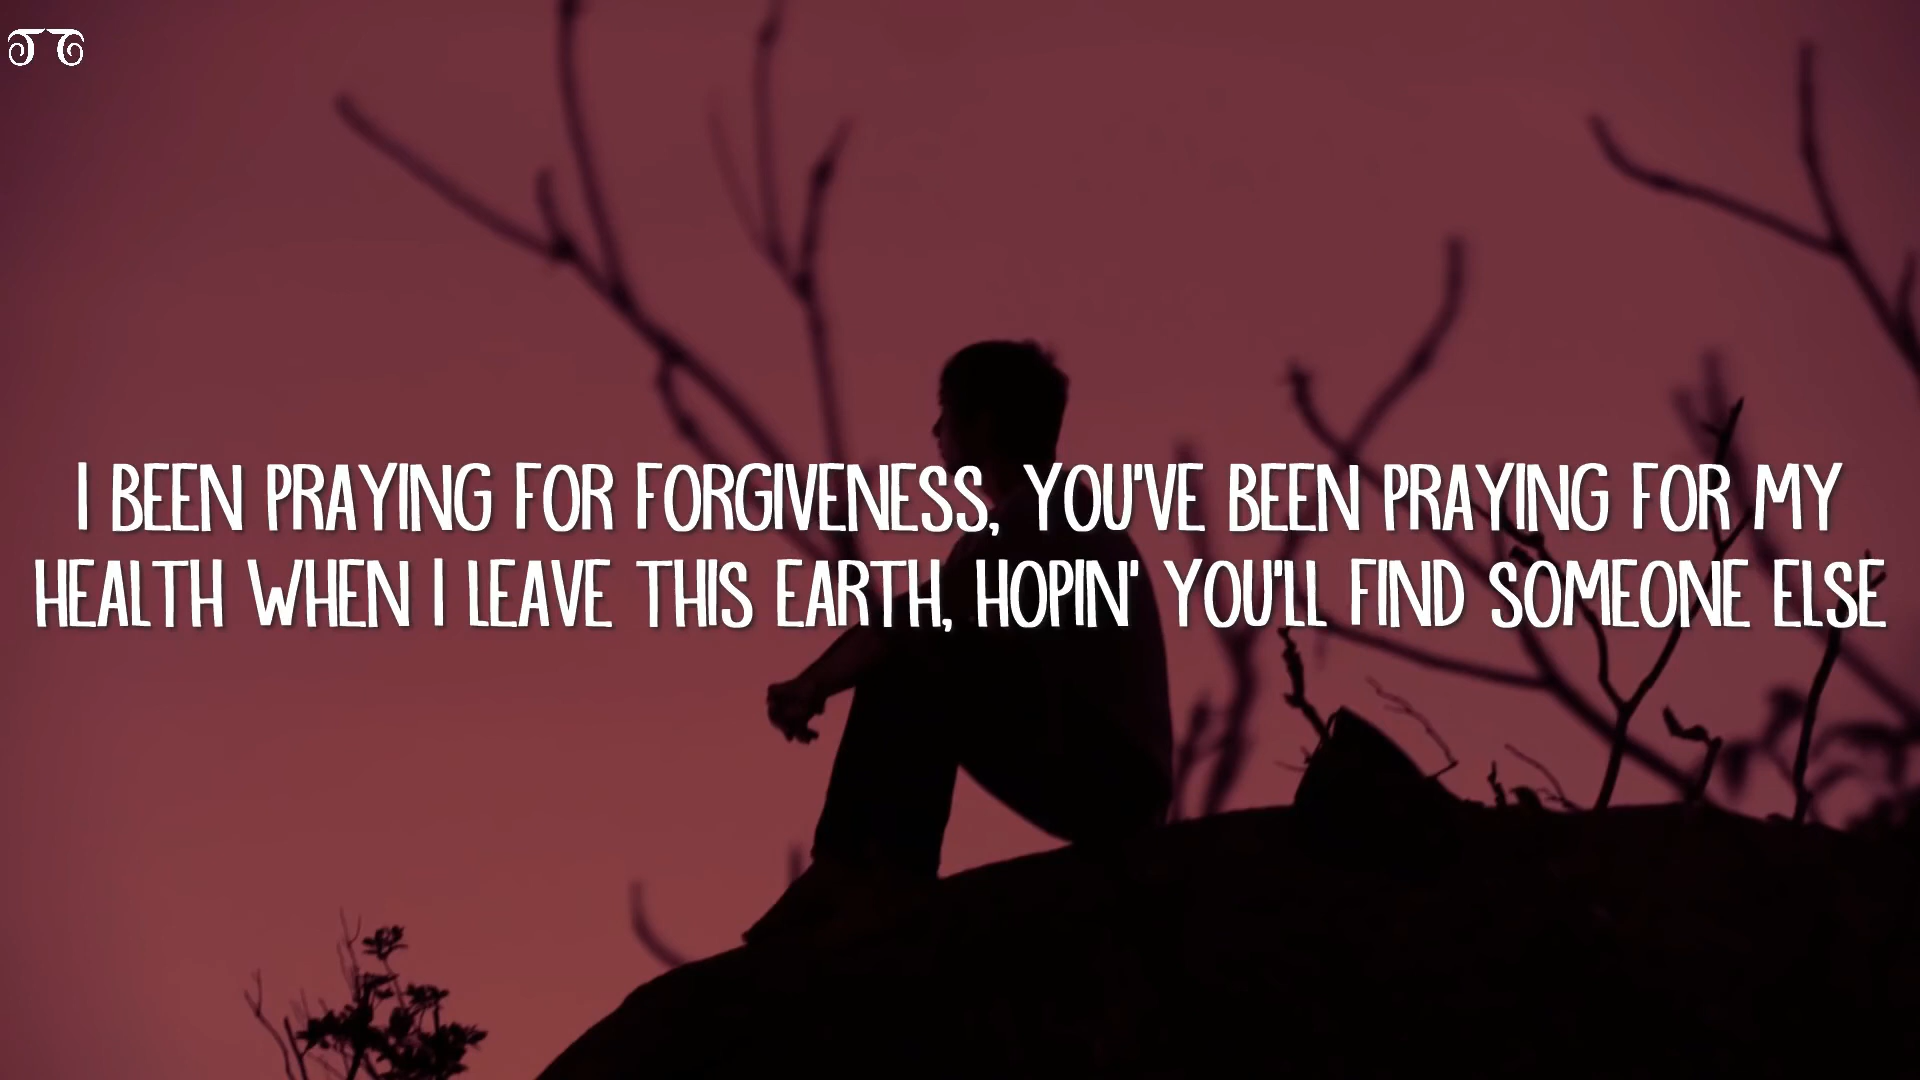 I BEEN PRAYING FOR FORGIVENESS, YOU'VE BEEN PRAYING FOR MY
HEALTH WHEN I LEAVE THIS EARTH, HOPIN' YOU'LL FIND SOMEONE ELSE